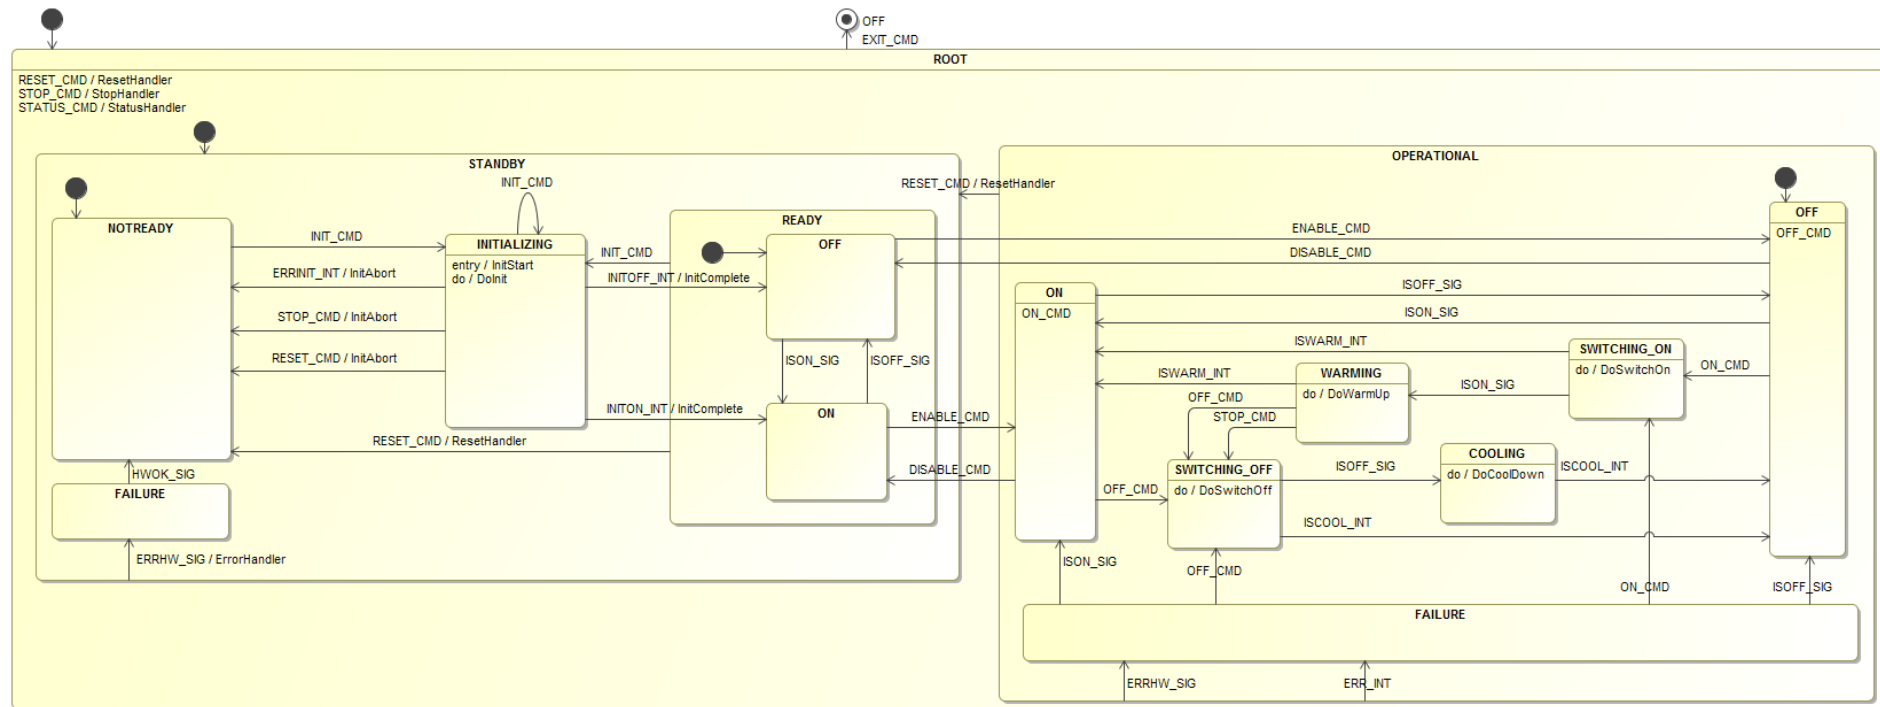 OFF
EXIT_CMD
ROOT
RESET_CMD / ResetHandler
STOP_CMD / StopHandler
STATUS_CMD / StatusHandler
STANDBY
INIT_CMD
NOTREADY
INIT_CMD
ERRINIT_INT / InitAbort
STOP_CMD / InitAbort
RESET_CMD / InitAbort
INITIALIZING
entry / InitStart
do / DoInit
INIT_CMD
INITOFF_INT / InitComplete
INITON_INT / InitComplete
RESET_CMD / ResetHandler
READY
OFF
ISON_SIG
ISOFF_SIG
ON
HWOK_SIG
FAILURE
ERRHW_SIG / ErrorHandler
RESET_CMD / ResetHandler
ENABLE_CMD
DISABLE_CMD
OPERATIONAL
ENABLE_CMD
DISABLE_CMD
OFF
OFF_CMD
ON
ON_CMD
ISOFF_SIG
ISON_SIG
ISWARM_INT
SWITCHING_ON
do / DoSwitchOn
ON_CMD
ISWARM_INT
WARMING
do / DoWarmUp
ISON_SIG
OFF_CMD
STOP_CMD
SWITCHING_OFF
do / DoSwitchOff
OFF_CMD
ISOFF_SIG
COOLING
do / DoCoolDown
ISCOOL_INT
ISCOOL_INT
ISON_SIG
OFF_CMD
ON_CMD
ISOFF_SIG
FAILURE
ERRHW_SIG
ERR_INT